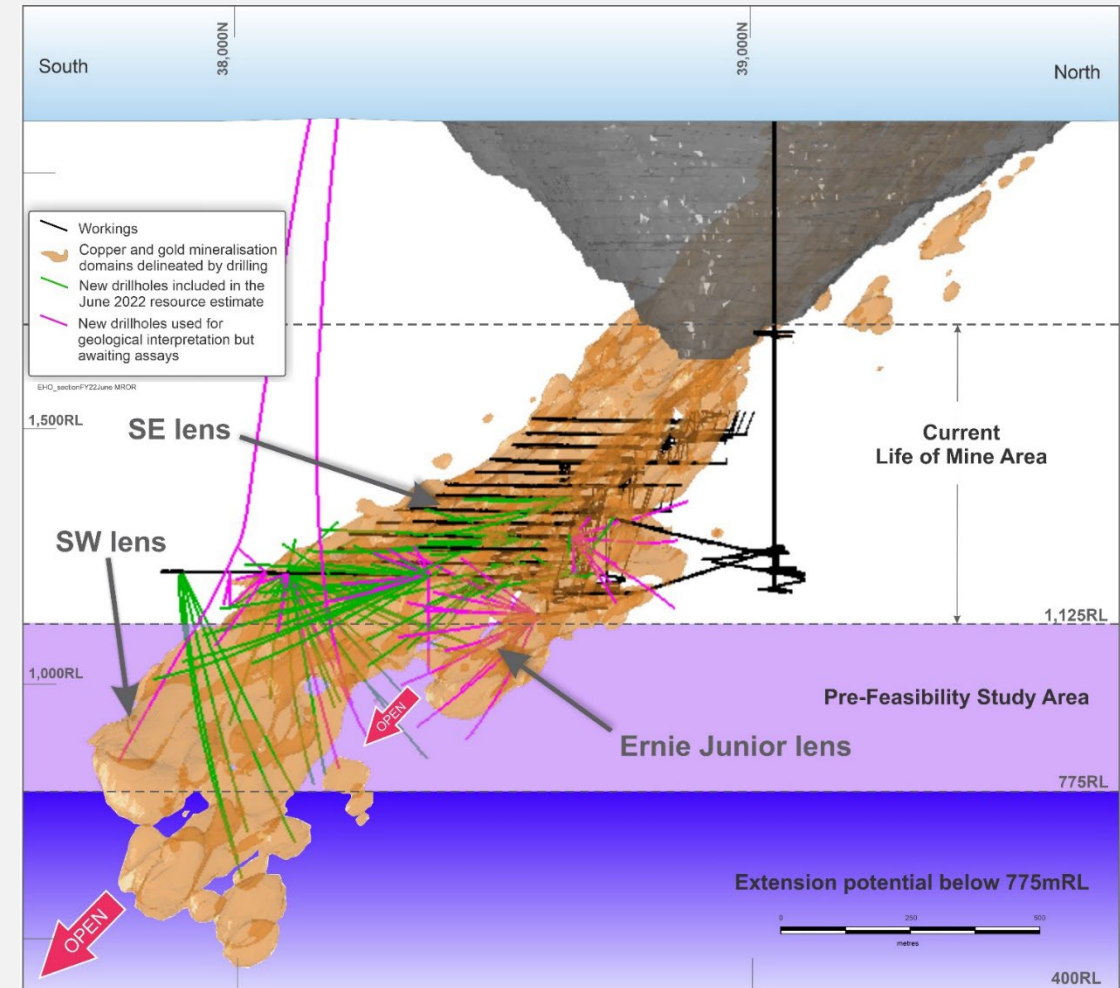 38,000N
39,000N
South
North
Workings
Copper and gold mineralisation
domains delineated by drilling
New drillholes included in the
June 2022 resource estimate
New drillholes used for
geological interpretation but
awaiting assays
EHO_sectionFY22June MROR
1,500RL
SE lens
Current
Life of Mine Area
SW lens
1,125RL
1,000RL
Pre-Feasibility Study Area
OPEN
Ernie Junior lens
775RL
Extension potential below 775mRL
0 250 500
metres
OPEN
400RL